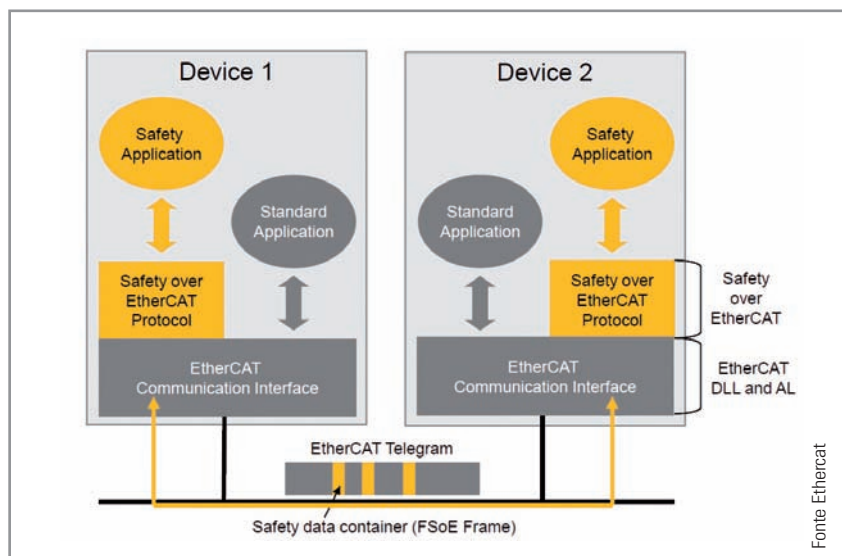 Device 1
Safety
Application
Standard
Application
Safety over
EtherCAT
Protocol
EtherCAT
Communication Interface
Device 2
Safety
Application
Standard
Application
Safety over
EtherCAT
Protocol
EtherCAT
Communication Interface
Safety
over
EtherCAT
EtherCAT
DLL and AL
EtherCAT Telegram
Safety data container (FSoE Frame)
Fonte Ethercat